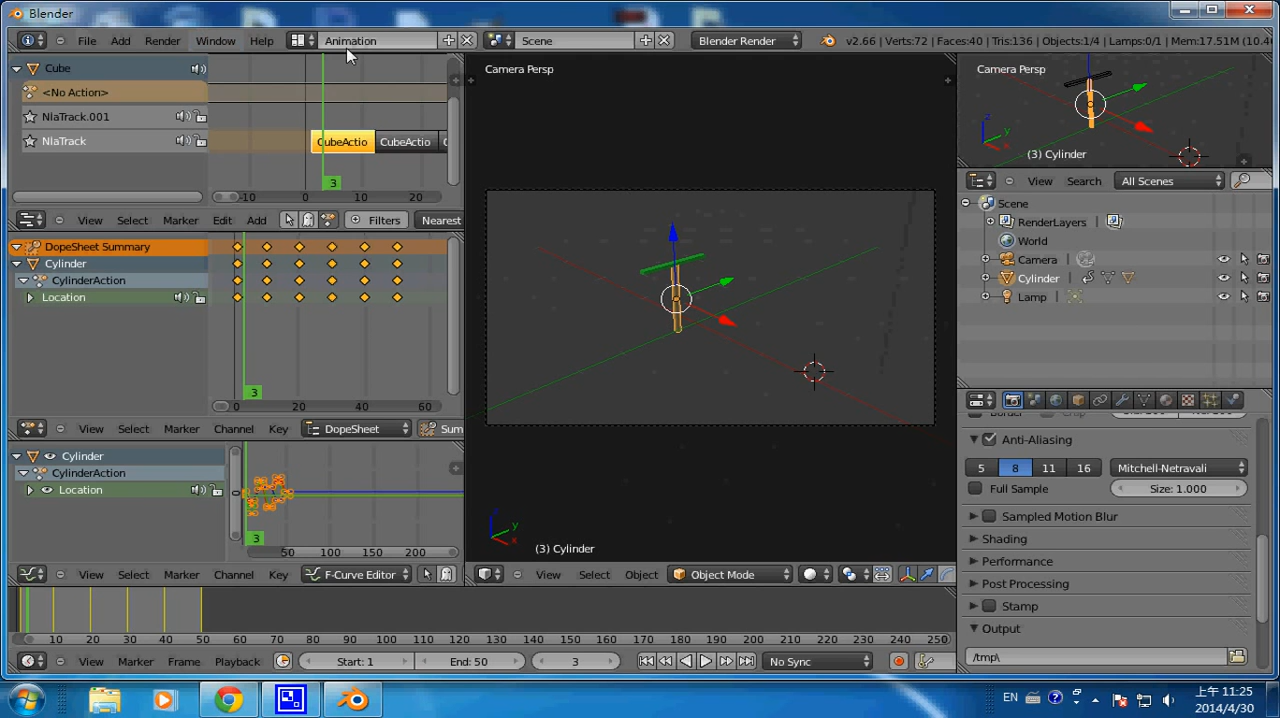 Blender
File Add Render Window Help Animation Scene Blender Render v2.66 | Verts:72 | Faces:40 | Tris:136 | Objects:1/4 | Lamps:0/1 | Mem:17.51M (10.4
Cube
<No Action>
NlaTrack.001
NlaTrack CubeActio CubeActio
3
-10 0 10 20
View Select Marker Edit Add Filters Nearest
DopeSheet Summary
Cylinder
CylinderAction
Location
3
0 20 40 60
View Select Marker Channel Key DopeSheet Sum
Cylinder
CylinderAction
Location
3
50 100 150 200
View Select Marker Channel Key F-Curve Editor
Camera Persp
z
y
x
(3) Cylinder
View Select Object Object Mode
Camera Persp
z
y
x
(3) Cylinder
View Search All Scenes
Scene
RenderLayers
World
Camera
Cylinder
Lamp
Anti-Aliasing
5 8 11 16 Mitchell-Netravali
Full Sample Size: 1.000
Sampled Motion Blur
Shading
Performance
Post Processing
Stamp
Output
/tmp\
0 10 20 30 40 50 60 70 80 90 100 110 120 130 140 150 160 170 180 190 200 210 220 230 240 250
View Marker Frame Playback Start: 1 End: 50 3 No Sync
EN
上午 11:25
2014/4/30